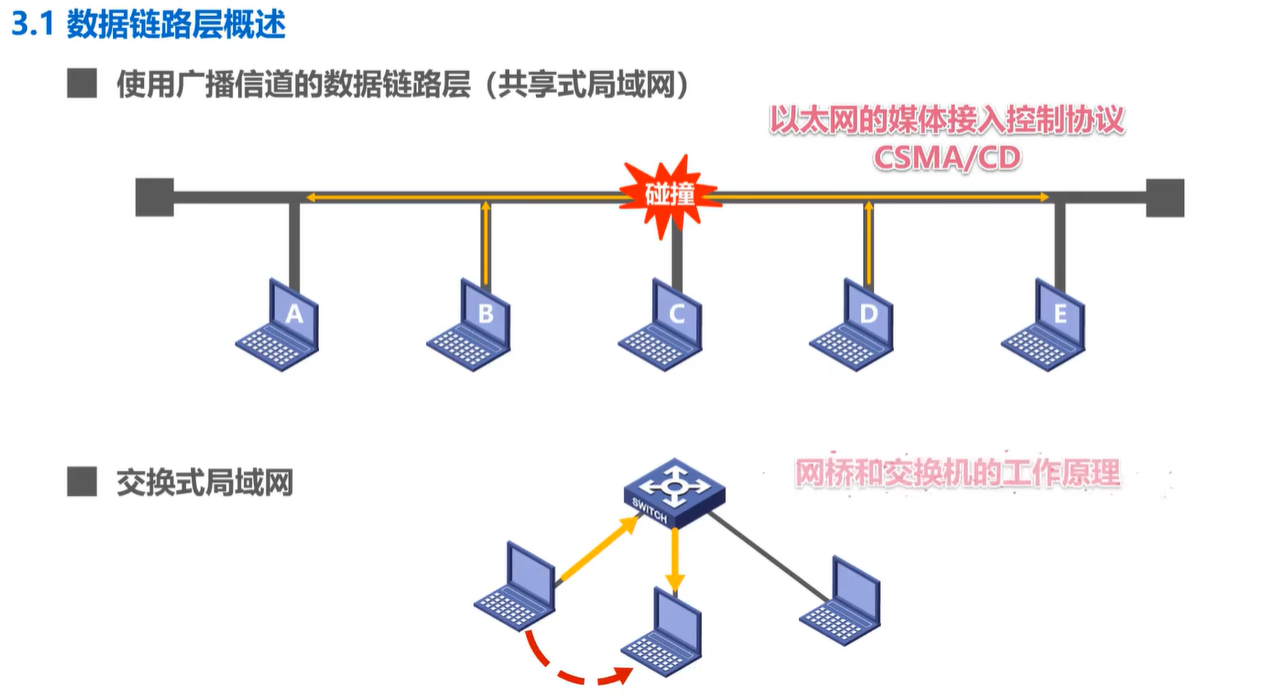 3.1 数据链路层概述
使用广播信道的数据链路层（共享式局域网）
以太网的媒体接入控制协议
CSMA/CD
碰撞
A
B
C
D
E
交换式局域网
网桥和交换机的工作原理
SWITCH